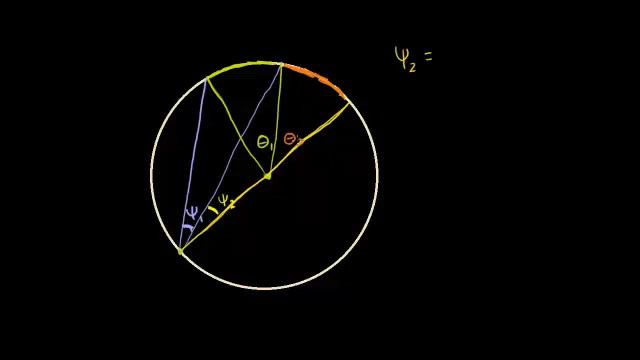 ψ₂ =
θ₁ θ₂
ψ₁ ψ₂